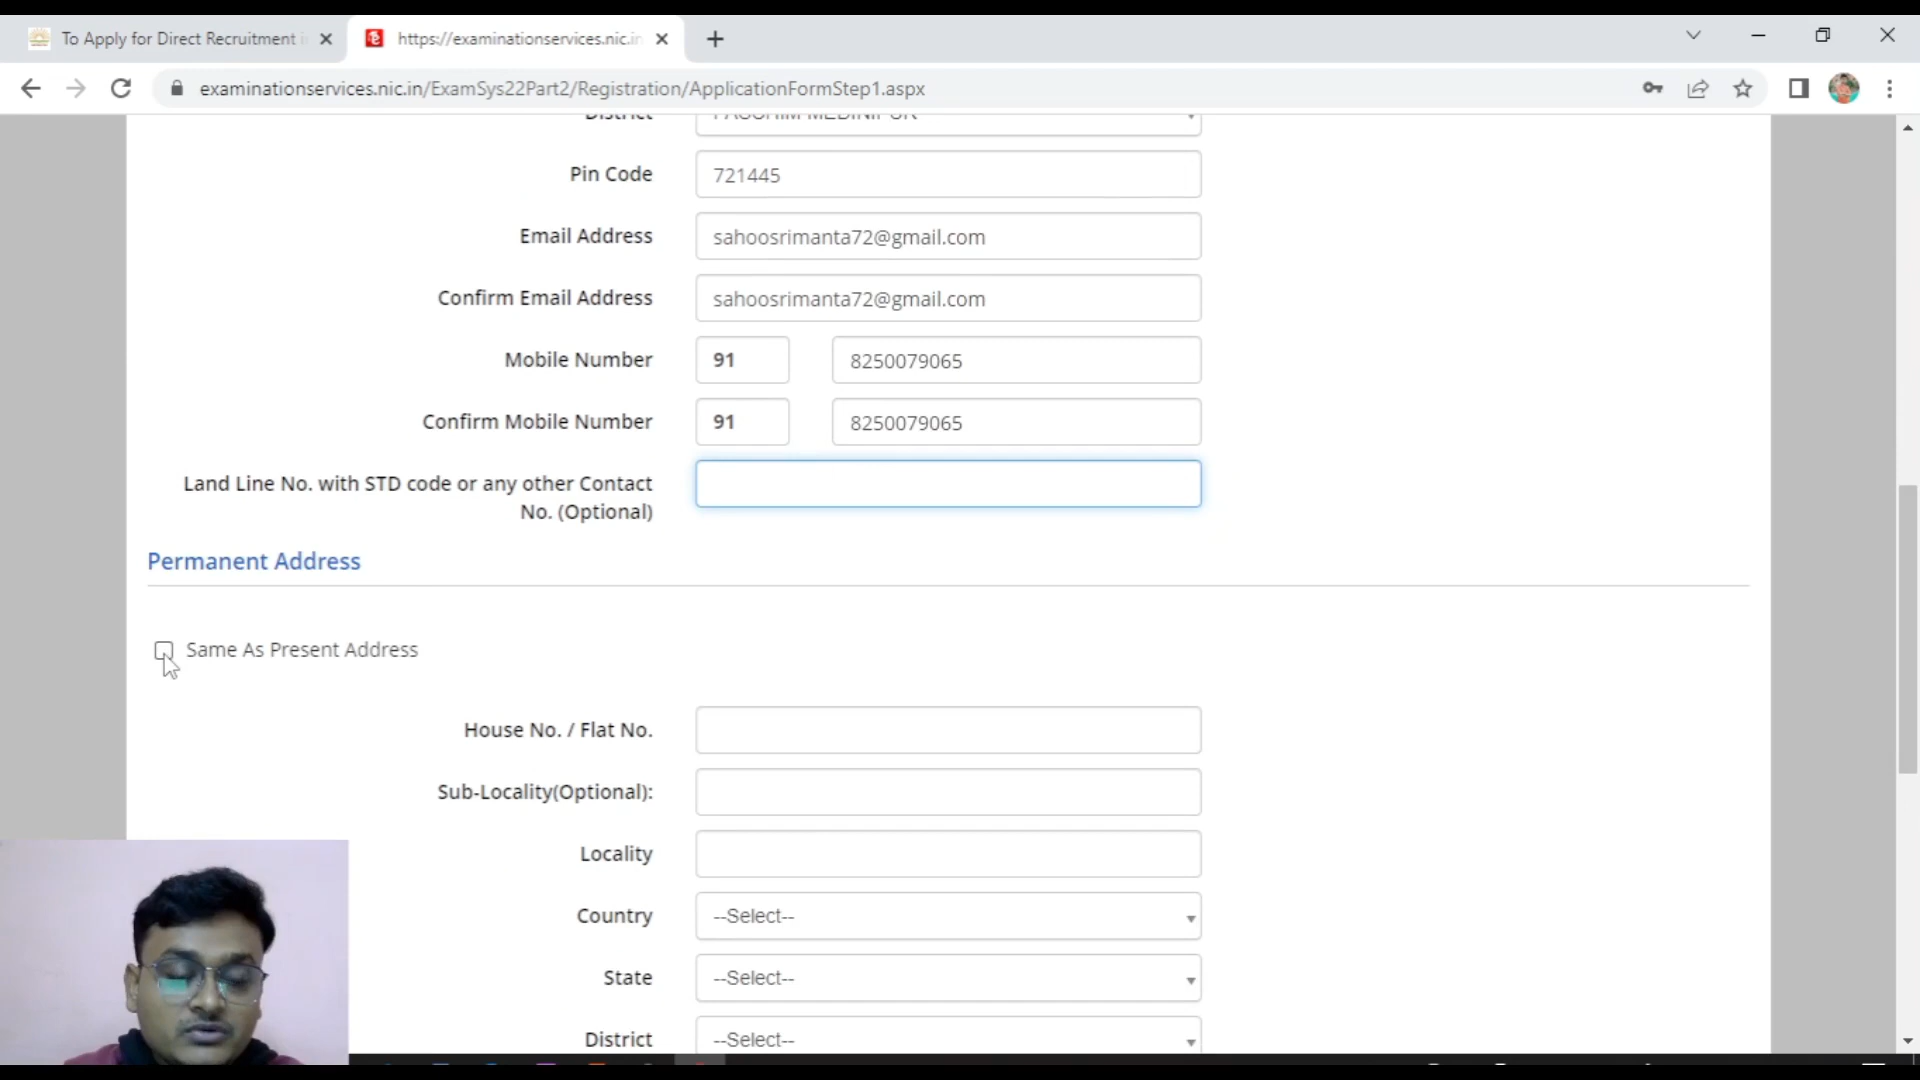 To Apply for Direct Recruitment i
https://examinationservices.nic.in
examinationservices.nic.in/ExamSys22Part2/Registration/ApplicationFormStep1.aspx
District PASCHIM MEDINIPUR
Pin Code 721445
Email Address sahoosrimanta72@gmail.com
Confirm Email Address sahoosrimanta72@gmail.com
Mobile Number 91 8250079065
Confirm Mobile Number 91 8250079065
Land Line No. with STD code or any other Contact
No. (Optional)
Permanent Address
Same As Present Address
House No. / Flat No.
Sub-Locality(Optional):
Locality
Country --Select--
State --Select--
District --Select--